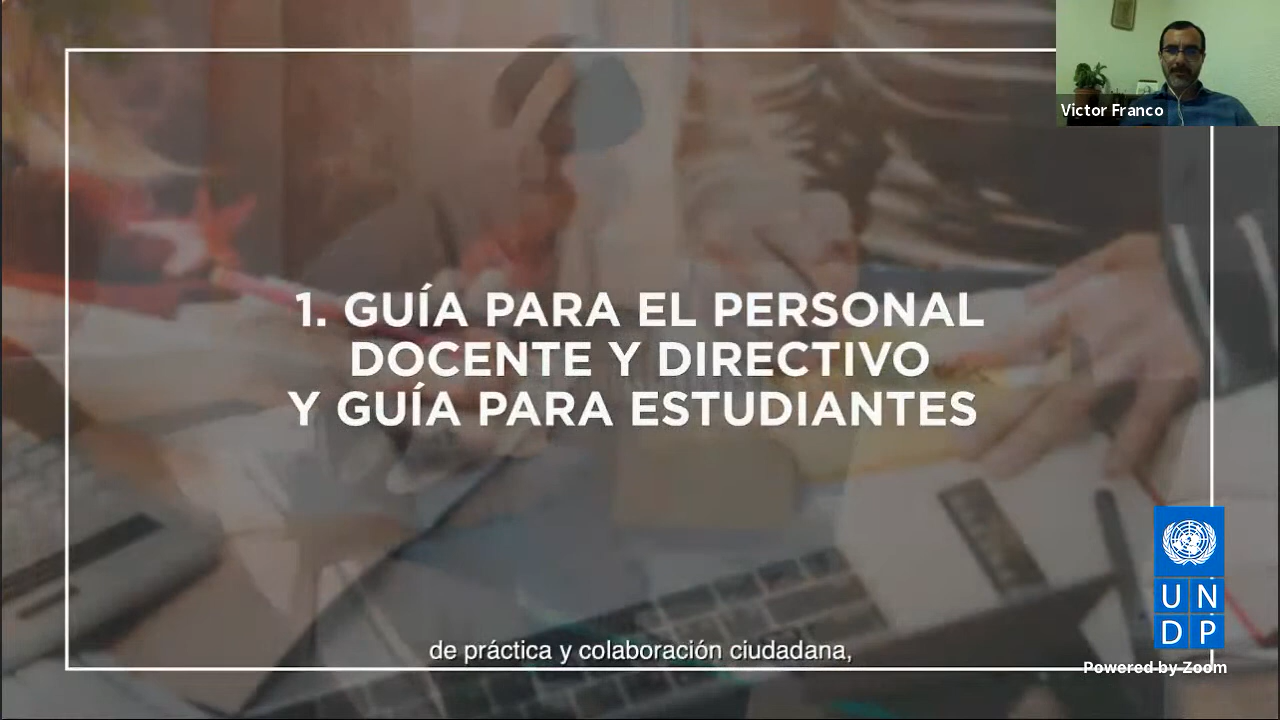 Victor Franco
1. GUÍA PARA EL PERSONAL
DOCENTE Y DIRECTIVO
Y GUÍA PARA ESTUDIANTES
U N
D P
de práctica y colaboración ciudadana,
Powered by Zoom